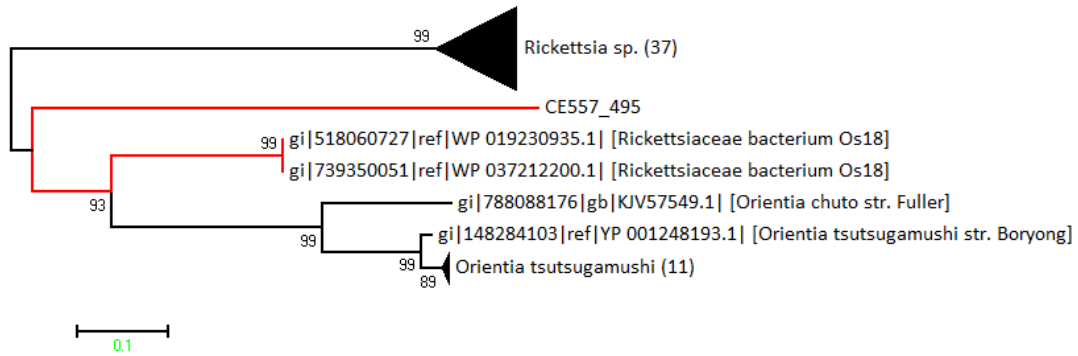 99
Rickettsia sp. (37)
CE557_495
99
gi|518060727|ref|WP 019230935.1| [Rickettsiaceae bacterium Os18]
gi|739350051|ref|WP 037212200.1| [Rickettsiaceae bacterium Os18]
93
gi|788088176|gb|KJV57549.1| [Orientia chuto str. Fuller]
99
gi|148284103|ref|YP 001248193.1| [Orientia tsutsugamushi str. Boryong]
99
Orientia tsutsugamushi (11)
89
0.1